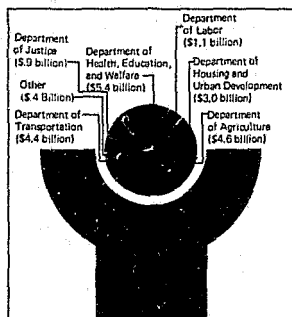 Department
of Labor
($1.1 billion)
Department
of Justice
($.9 billion)
Department of
Health, Education,
and Welfare
($5.4 billion)
Department of
Housing and
Urban Development
($3.0 billion)
Other
($.4 Billion)
Department of
Transportation
($4.4 billion)
Department
of Agriculture
($4.6 billion)